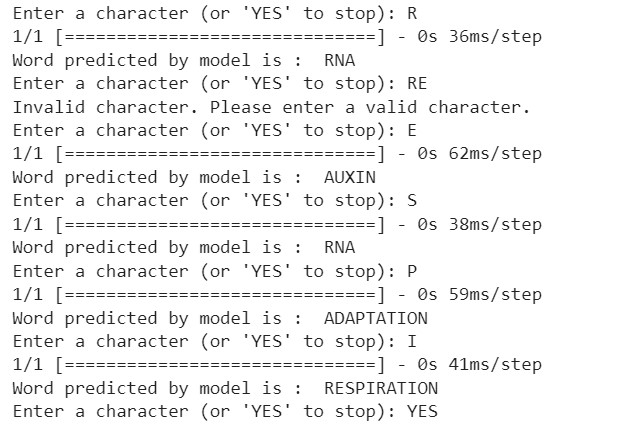 Enter a character (or 'YES' to stop): R
1/1 [==============================] - 0s 36ms/step
Word predicted by model is :  RNA
Enter a character (or 'YES' to stop): RE
Invalid character. Please enter a valid character.
Enter a character (or 'YES' to stop): E
1/1 [==============================] - 0s 62ms/step
Word predicted by model is :  AUXIN
Enter a character (or 'YES' to stop): S
1/1 [==============================] - 0s 38ms/step
Word predicted by model is :  RNA
Enter a character (or 'YES' to stop): P
1/1 [==============================] - 0s 59ms/step
Word predicted by model is :  ADAPTATION
Enter a character (or 'YES' to stop): I
1/1 [==============================] - 0s 41ms/step
Word predicted by model is :  RESPIRATION
Enter a character (or 'YES' to stop): YES